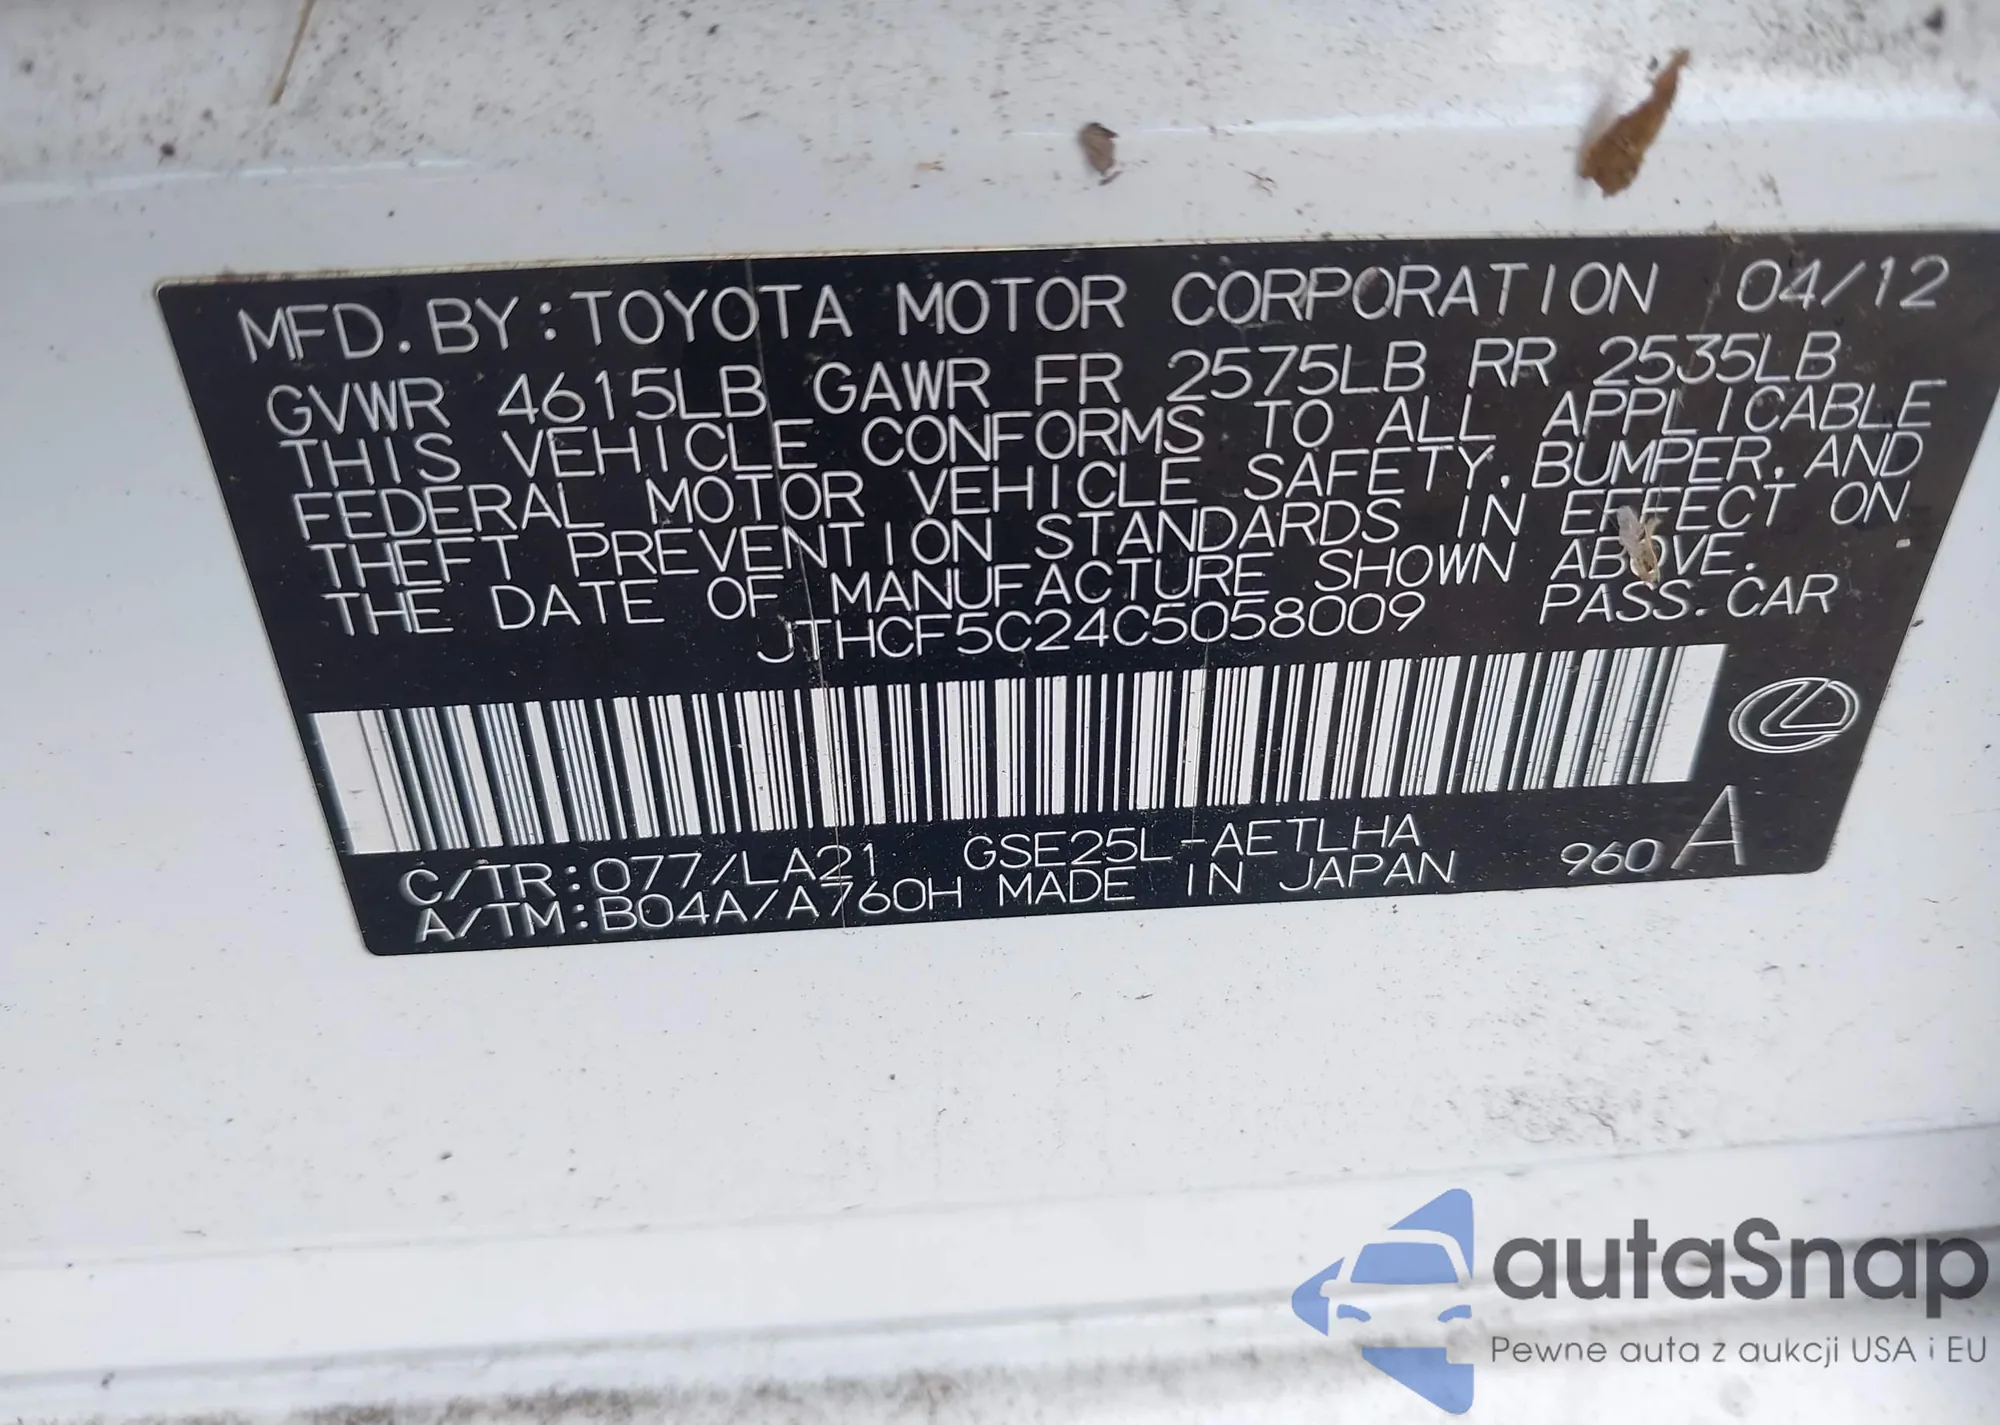 MFD. BY: TOYOTA MOTOR CORPORATION 04/12
GVWR 4615LB GAWR FR 2575LB RR 2535LB
THIS VEHICLE CONFORMS TO ALL APPLICABLE
FEDERAL MOTOR VEHICLE SAFETY, BUMPER, AND
THEFT PREVENTION STANDARDS IN EFFECT ON
THE DATE OF MANUFACTURE SHOWN ABOVE.
JTHCF5C24C5058009 PASS. CAR
C/TR: 077/LA21 GSE25L-AETLHA
A/TM: B04A/A760H MADE IN JAPAN 960 A
autaSnap
Pewne auta z aukcji USA i EU